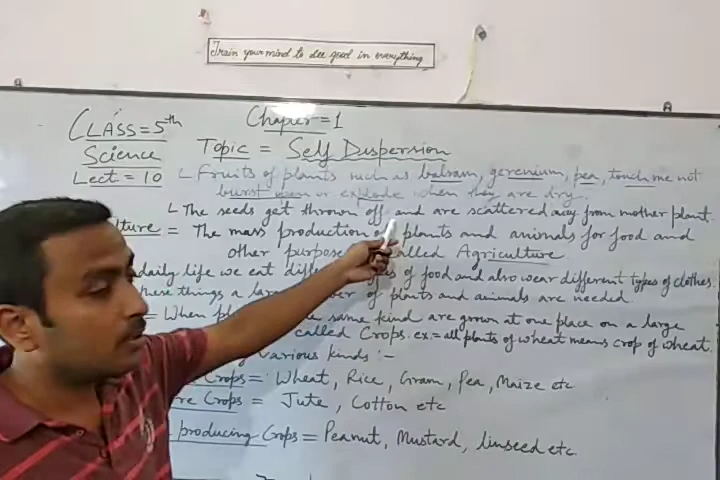 Train your mind to see good in everything
CLASS = 5th
Chapter = 1
Science
Topic = Self Dispersion
Lect = 10
Fruits of plants such as balsam, gerenium, pea, touch me not
burst open or explode when they are dry.
The seeds get thrown off and are scattered away from mother plant.
ulture = The mass production of plants and animals for food and
other purpose called Agriculture
daily life we eat types of food and also wear different types of clothes.
these things a large of plants and animals are needed.
= When same kind are grown at one place on a large
called Crops. ex:= all plants of wheat means crop of wheat.
various kinds :-
Crops = Wheat, Rice, Gram, Pea, Maize etc
re Crops = Jute, Cotton etc
producing Crops = Peanut, Mustard, linseed etc